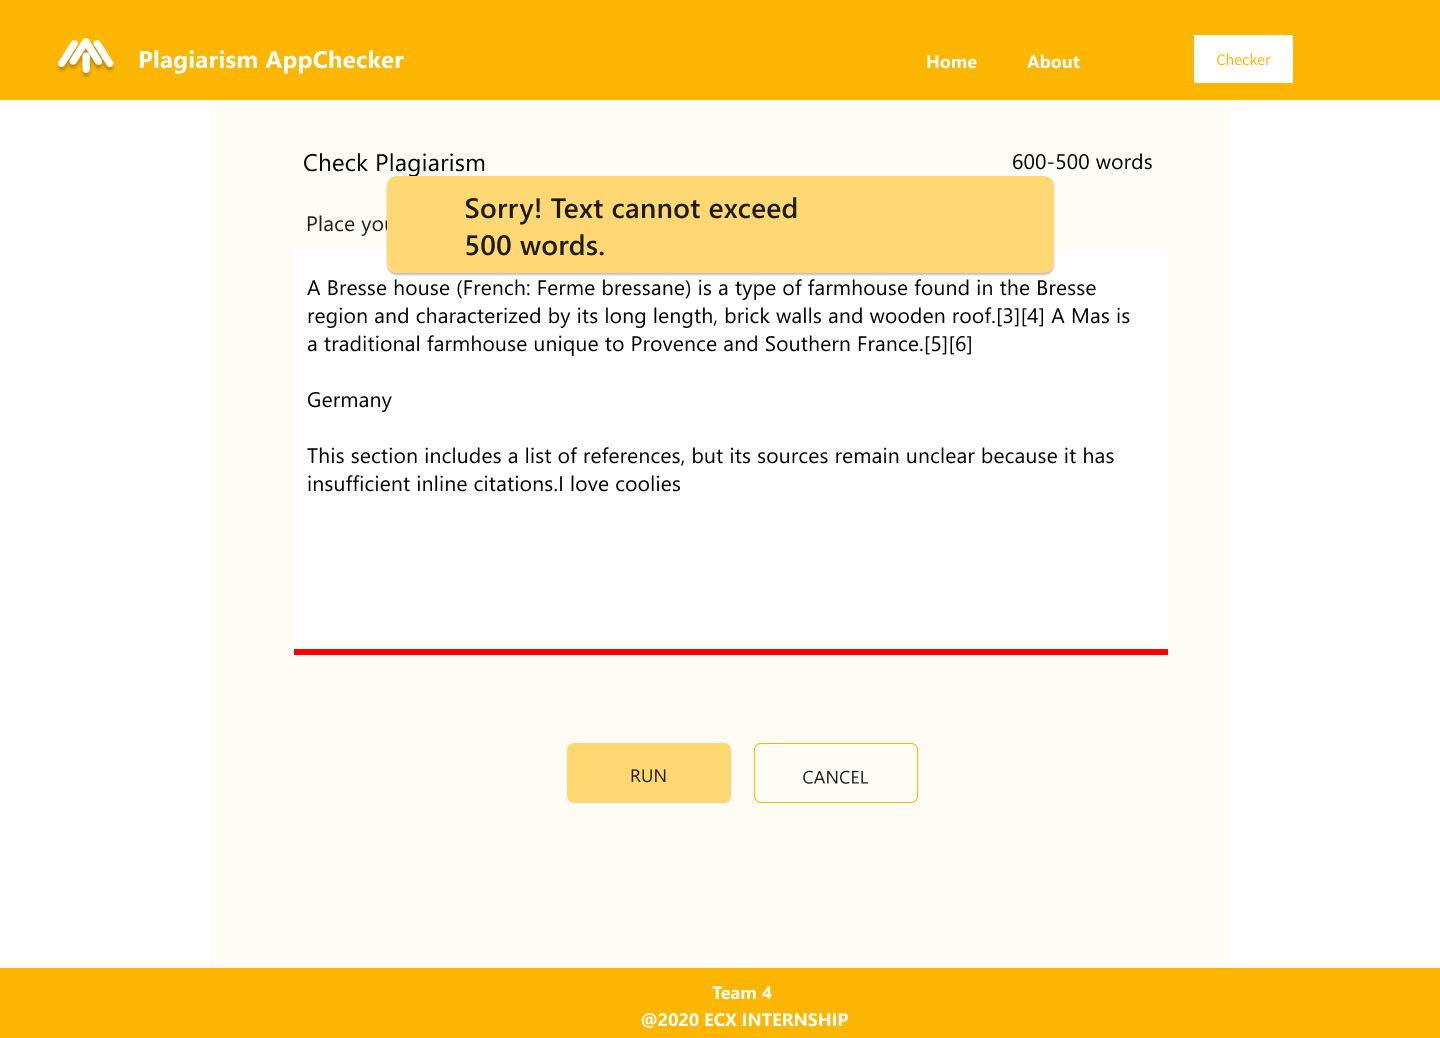 Plagiarism AppChecker
Home
About
Checker
Check Plagiarism
600-500 words
Sorry! Text cannot exceed
500 words.
Place
A Bresse house (French: Ferme bressane) is a type of farmhouse found in the Bresse
region and characterized by its long length, brick walls and wooden roof.[3][4] A Mas is
a traditional farmhouse unique to Provence and Southern France.[5][6]
Germany
This section includes a list of references, but its sources remain unclear because it has
insufficient inline citations.I love coolies
RUN
CANCEL
Team 4
@2020 ECX INTERNSHIP